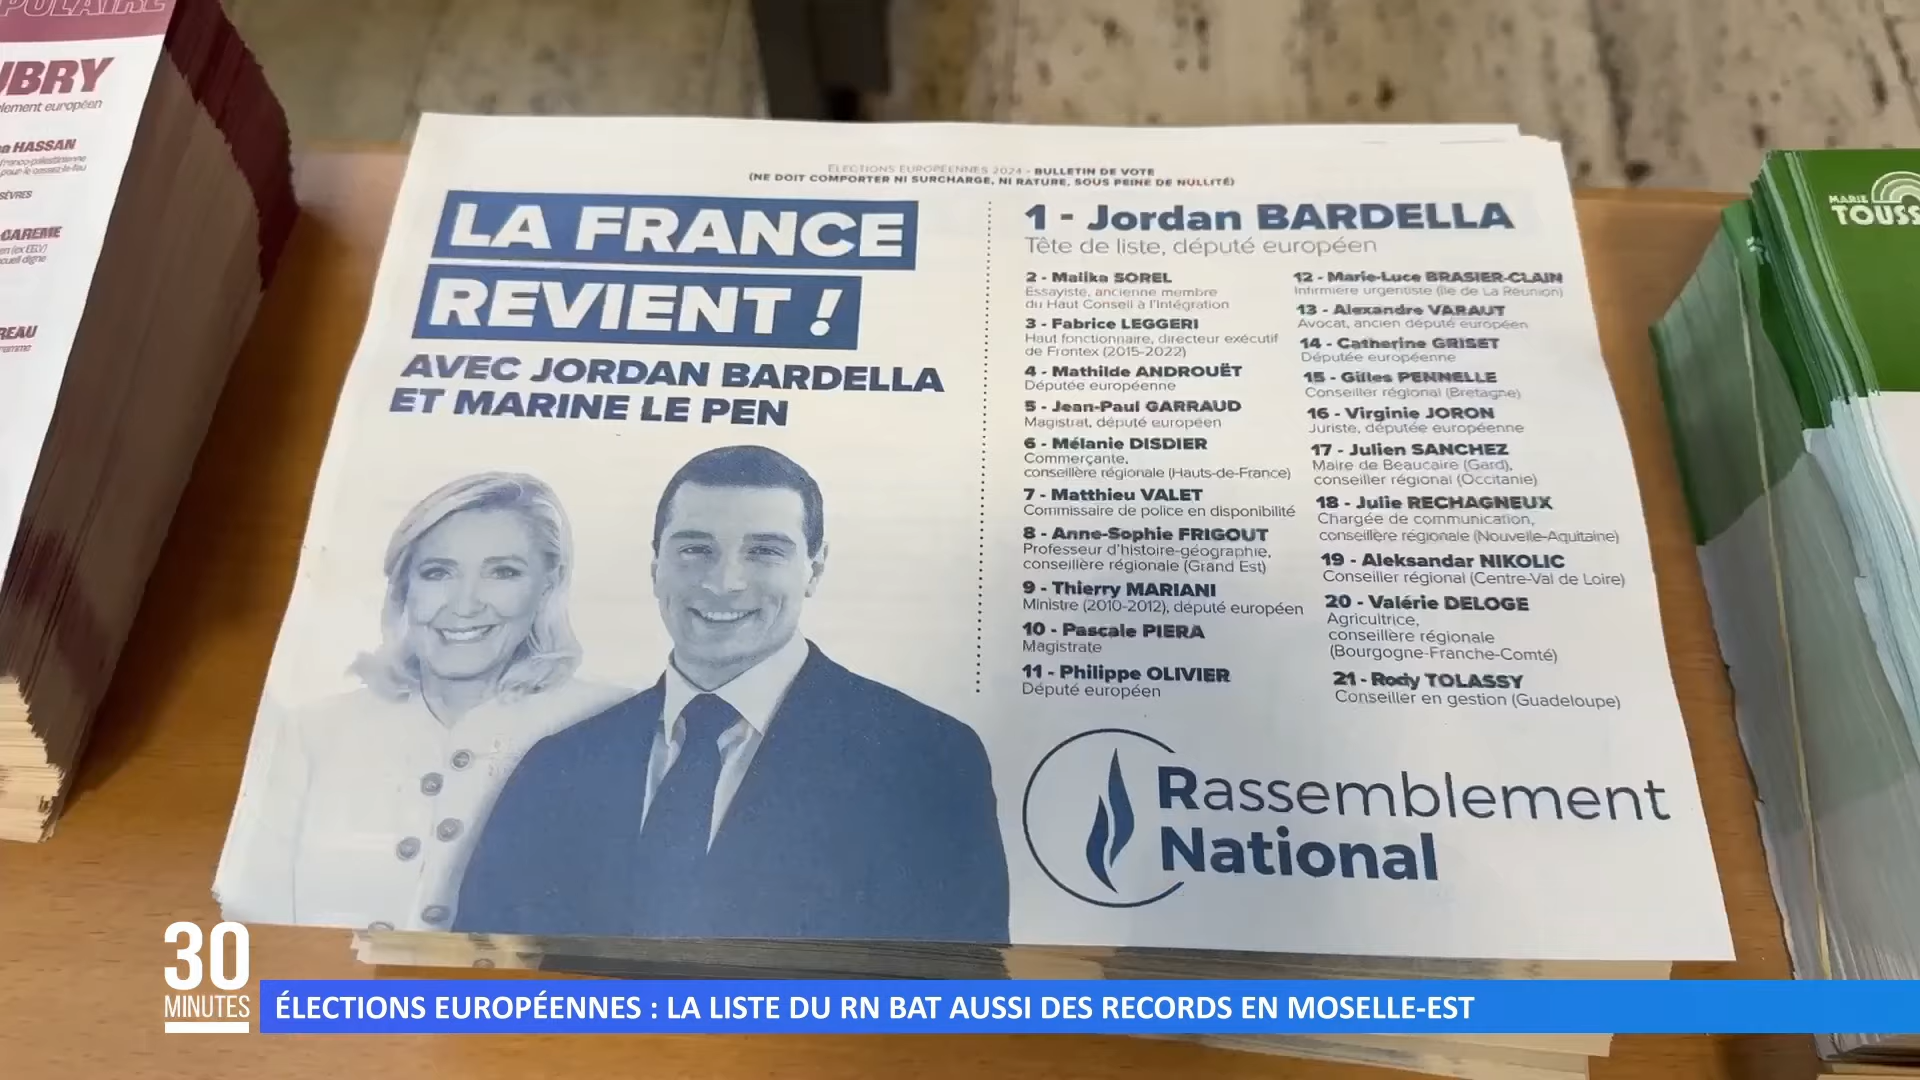 POPULAIRE
UBRY
lement européen
HASSAN
SÈVRES
CAREME
en (ex EELV)
cueil digne
REAU
ÉLECTIONS EUROPÉENNES 2024 - BULLETIN DE VOTE
(NE DOIT COMPORTER NI SURCHARGE, NI RATURE, SOUS PEINE DE NULLITÉ)
LA FRANCE
REVIENT !
AVEC JORDAN BARDELLA
ET MARINE LE PEN
1 - Jordan BARDELLA
Tête de liste, député européen
2 - Malika SOREL
Essayiste, ancienne membre
du Haut Conseil à l'Intégration
3 - Fabrice LEGGERI
Haut fonctionnaire, directeur exécutif
de Frontex (2015-2022)
4 - Mathilde ANDROUËT
Députée européenne
5 - Jean-Paul GARRAUD
Magistrat, député européen
6 - Mélanie DISDIER
Commerçante,
conseillère régionale (Hauts-de-France)
7 - Matthieu VALET
Commissaire de police en disponibilité
8 - Anne-Sophie FRIGOUT
Professeur d'histoire-géographie,
conseillère régionale (Grand Est)
9 - Thierry MARIANI
Ministre (2010-2012), député européen
10 - Pascale PIERA
Magistrate
11 - Philippe OLIVIER
Député européen
12 - Marie-Luce BRASIER-CLAIN
Infirmière urgentiste (Île de La Réunion)
13 - Alexandre VARAUT
Avocat, ancien député européen
14 - Catherine GRISET
Députée européenne
15 - Gilles PENNELLE
Conseiller régional (Bretagne)
16 - Virginie JORON
Juriste, députée européenne
17 - Julien SANCHEZ
Maire de Beaucaire (Gard),
conseiller régional (Occitanie)
18 - Julie RECHAGNEUX
Chargée de communication,
conseillère régionale (Nouvelle-Aquitaine)
19 - Aleksandar NIKOLIC
Conseiller régional (Centre-Val de Loire)
20 - Valérie DELOGE
Agricultrice,
conseillère régionale
(Bourgogne-Franche-Comté)
21 - Rody TOLASSY
Conseiller en gestion (Guadeloupe)
Rassemblement
National
MARIE
TOUSS
30
MINUTES
ÉLECTIONS EUROPÉENNES : LA LISTE DU RN BAT AUSSI DES RECORDS EN MOSELLE-EST